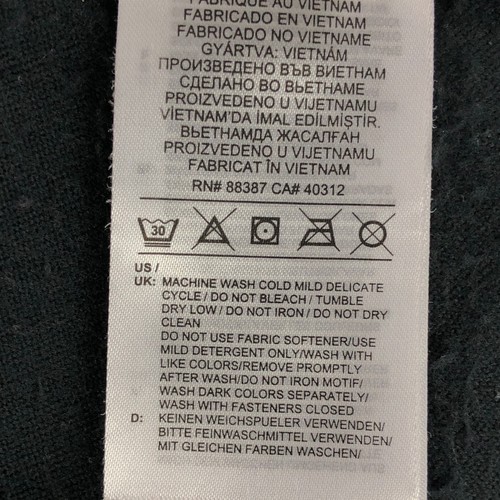 FABRIQUÉ AU VIETNAM
FABRICADO EN VIETNAM
FABRICADO NO VIETNAME
GYÁRTVA: VIETNÁM
ПРОИЗВЕДЕНО ВЪВ ВИЕТНАМ
СДЕЛАНО ВО ВЬЕТНАМЕ
PROIZVEDENO U VIJETNAMU
VİETNAM'DA İMAL EDİLMİŞTİR.
ВЬЕТНАМДА ЖАСАЛҒАН
PROIZVEDENO U VIJETNAMU
FABRICAT ÎN VIETNAM
RN# 88387 CA# 40312
30
US /
UK: MACHINE WASH COLD MILD DELICATE
CYCLE / DO NOT BLEACH / TUMBLE
DRY LOW / DO NOT IRON / DO NOT DRY
CLEAN
DO NOT USE FABRIC SOFTENER/USE
MILD DETERGENT ONLY/WASH WITH
LIKE COLORS/REMOVE PROMPTLY
AFTER WASH/DO NOT IRON MOTIF/
WASH DARK COLORS SEPARATELY/
WASH WITH FASTENERS CLOSED
D: KEINEN WEICHSPUELER VERWENDEN/
BITTE FEINWASCHMITTEL VERWENDEN/
MIT GLEICHEN FARBEN WASCHEN/